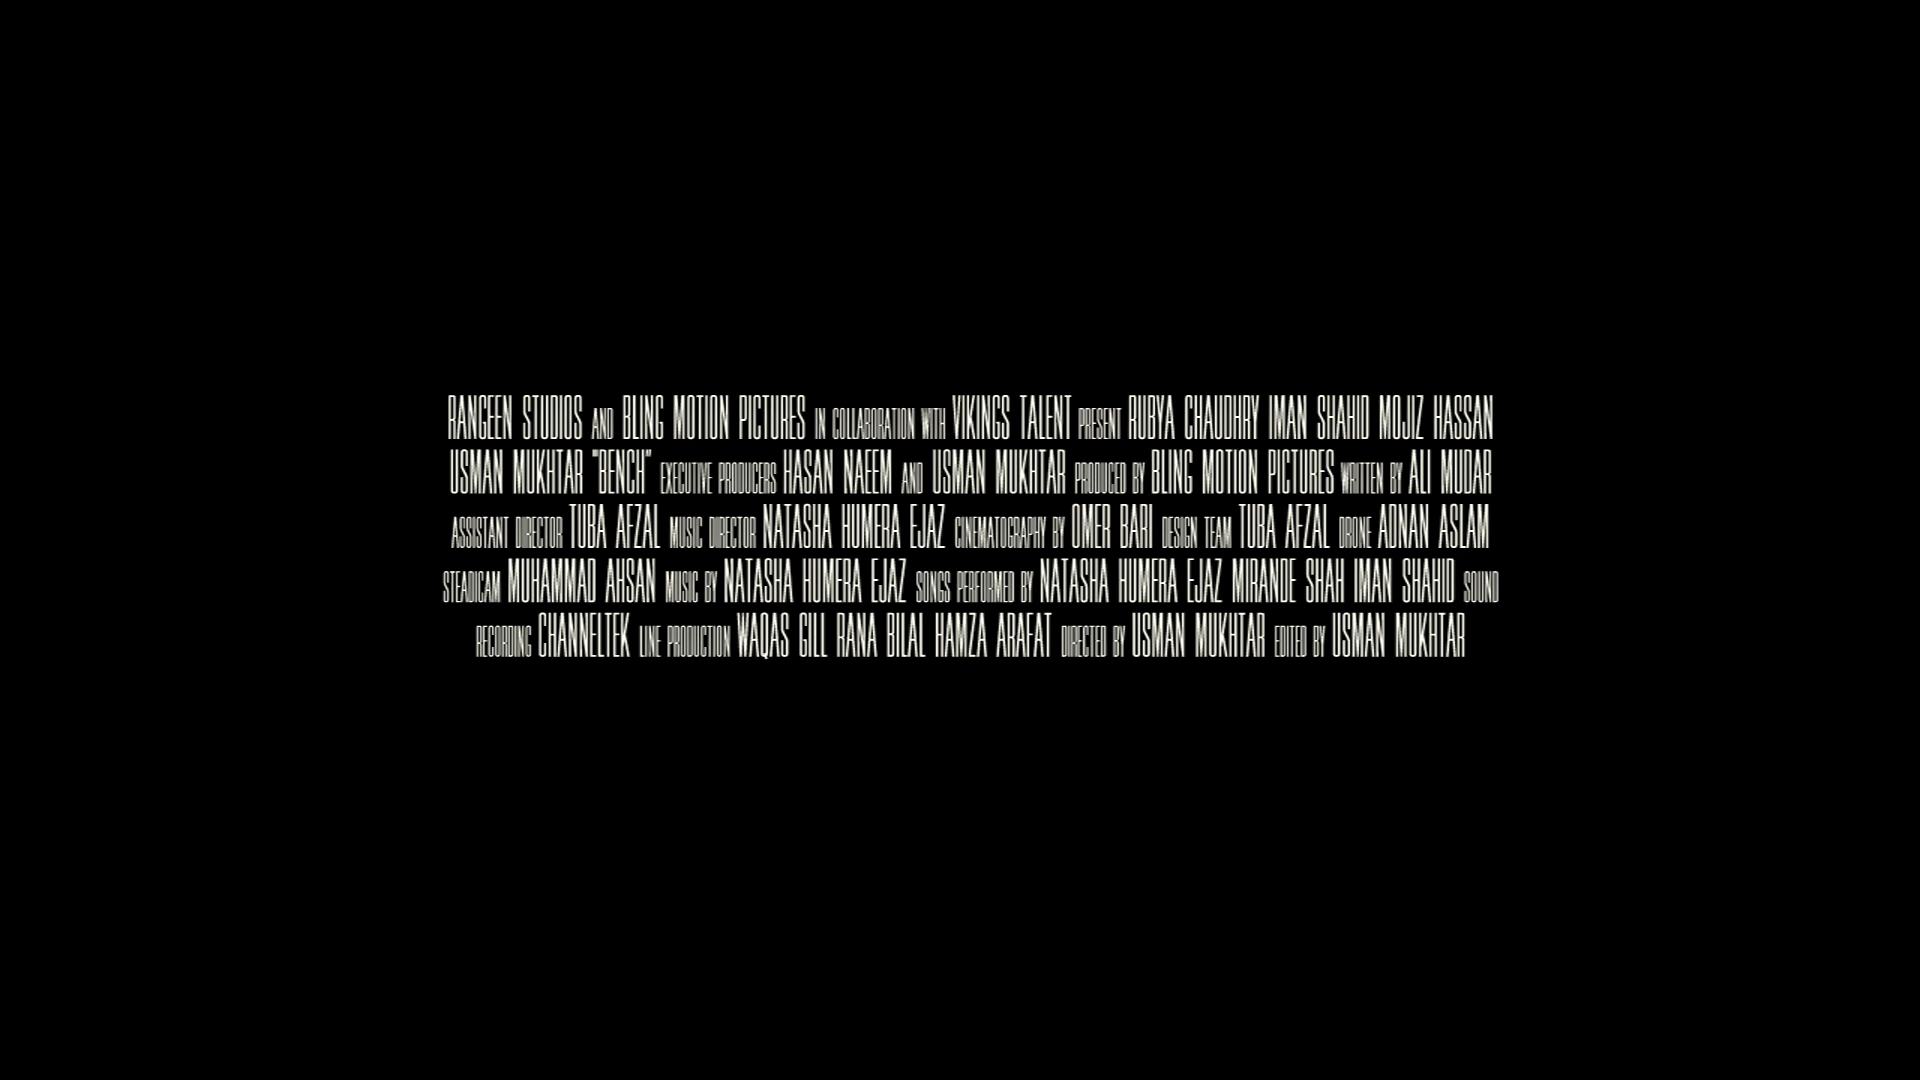 RANGEEN STUDIOS AND BLING MOTION PICTURES IN COLLABORATION WITH VIKINGS TALENT PRESENT RUBYA CHAUDHRY IMAN SHAHID MOJIZ HASSAN
USMAN MUKHTAR "BENCH" EXECUTIVE PRODUCERS HASAN NAEEM AND USMAN MUKHTAR PRODUCED BY BLING MOTION PICTURES WRITTEN BY ALI MUDAR
ASSISTANT DIRECTOR TUBA AFZAL MUSIC DIRECTOR NATASHA HUMERA EJAZ CINEMATOGRAPHY BY OMER BARI DESIGN TEAM TUBA AFZAL DRONE ADNAN ASLAM
STEADICAM MUHAMMAD AHSAN MUSIC BY NATASHA HUMERA EJAZ SONGS PERFORMED BY NATASHA HUMERA EJAZ MIRANDE SHAH IMAN SHAHID SOUND
RECORDING CHANNELTEK LINE PRODUCTION WAQAS GILL RANA BILAL HAMZA ARAFAT DIRECTED BY USMAN MUKHTAR EDITED BY USMAN MUKHTAR